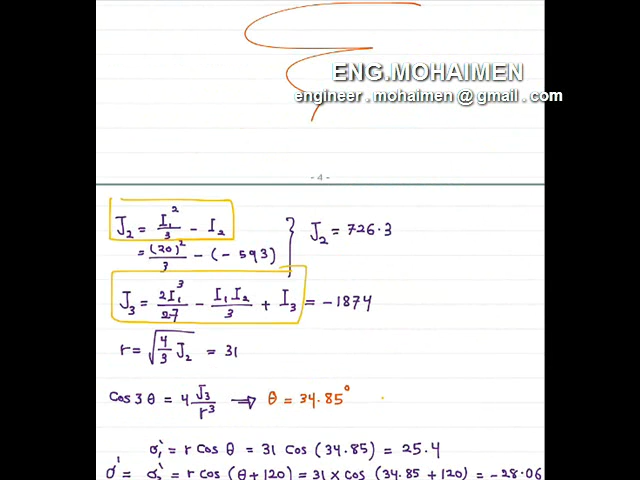 ENG.MOHAIMEN
engineer . mohaimen @ gmail . com
- 4 -
J₂ = I₁²/3 - I₂
= (20)²/3 - (- 593) } J₂ = 726.3
J₃ = 2I₁³/27 - I₁I₂/3 + I₃ = -1874
r = √(4/3 J₂) = 31
Cos 3θ = 4 J₃/r³ ⟹ θ = 34.85°
σ₁' = r Cos θ = 31 Cos (34.85) = 25.4
σ' = σ₂' = r Cos (θ + 120) = 31 × Cos (34.85 + 120) = -28.06